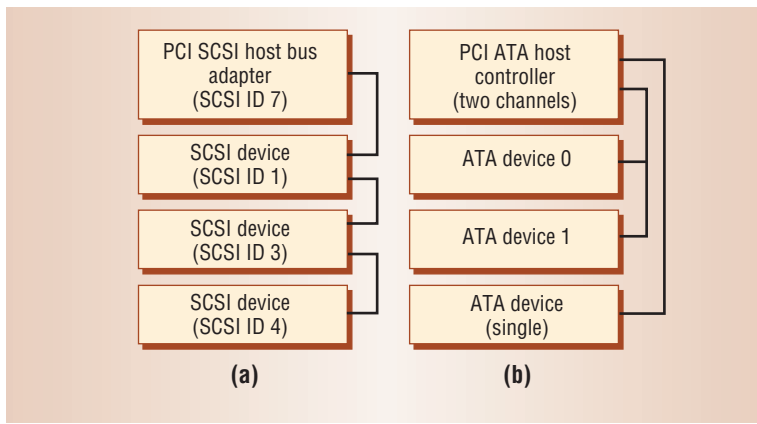 PCI SCSI host bus
adapter
(SCSI ID 7)
SCSI device
(SCSI ID 1)
SCSI device
(SCSI ID 3)
SCSI device
(SCSI ID 4)
(a)
PCI ATA host
controller
(two channels)
ATA device 0
ATA device 1
ATA device
(single)
(b)